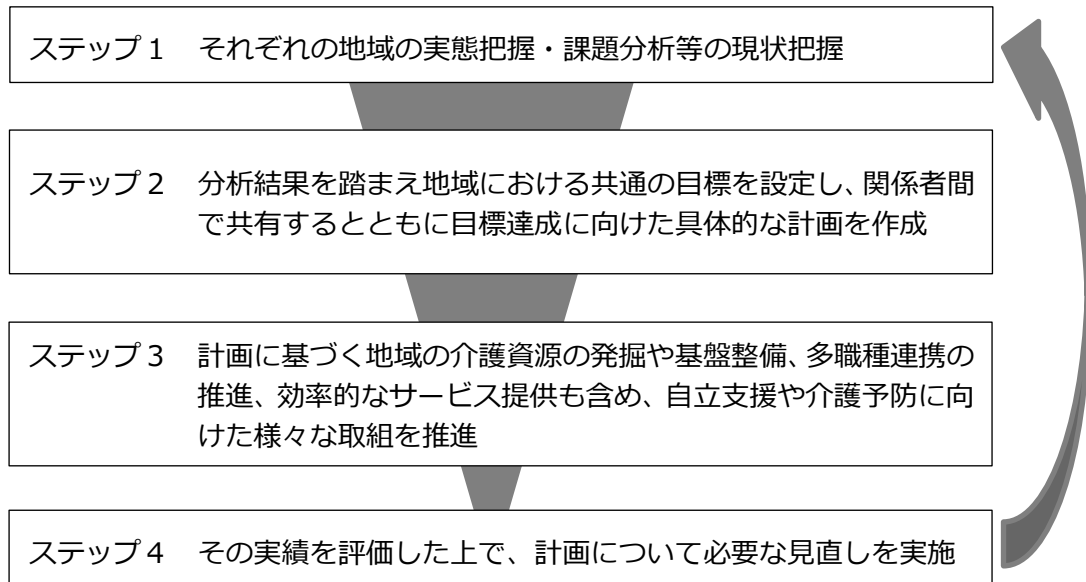 ステップ１　それぞれの地域の実態把握・課題分析等の現状把握
ステップ２　分析結果を踏まえ地域における共通の目標を設定し、関係者間
で共有するとともに目標達成に向けた具体的な計画を作成
ステップ３　計画に基づく地域の介護資源の発掘や基盤整備、多職種連携の
推進、効率的なサービス提供も含め、自立支援や介護予防に向
けた様々な取組を推進
ステップ４　その実績を評価した上で、計画について必要な見直しを実施